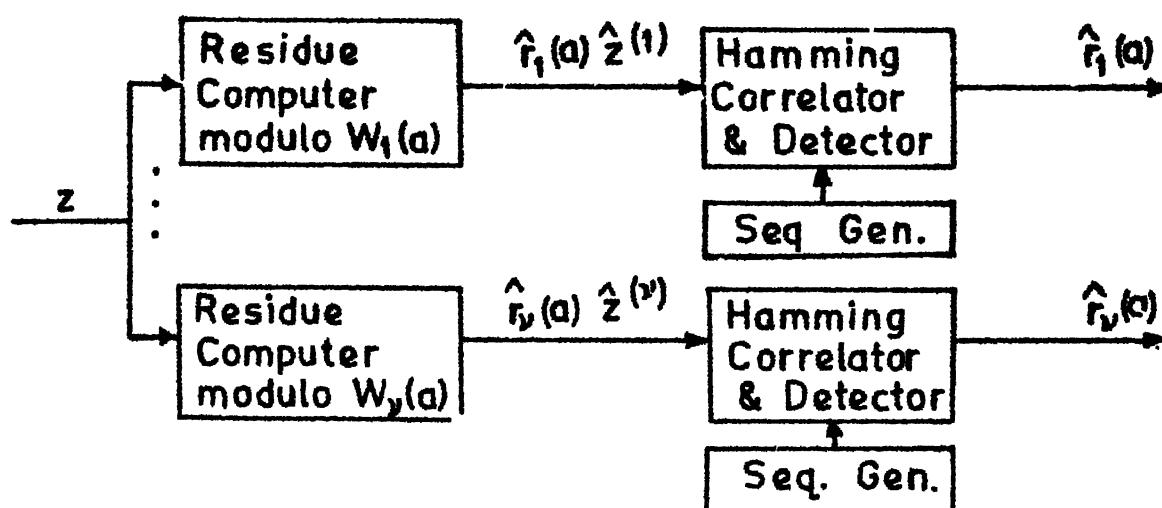 z
Residue
Computer
modulo W₁(a)
r̂₁(a) ẑ⁽¹⁾
Hamming
Correlator
& Detector
r̂₁(a)
Seq Gen.
Residue
Computer
modulo Wᵥ(a)
r̂ᵥ(a) ẑ⁽ᵛ⁾
Hamming
Correlator
& Detector
r̂ᵥ(a)
Seq. Gen.